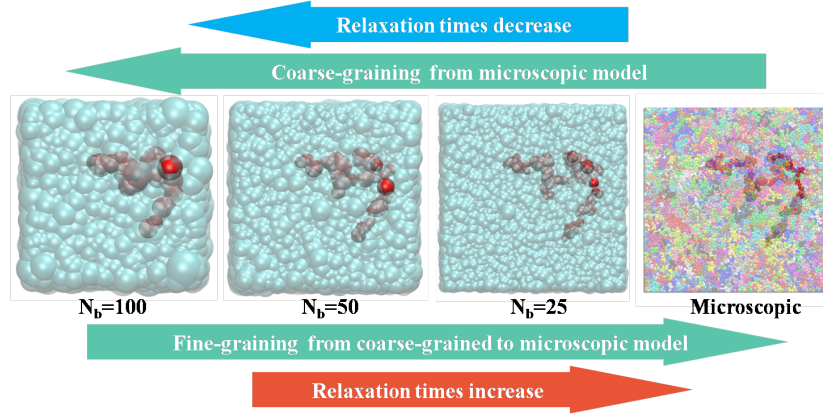 Relaxation times decrease
Coarse-graining from microscopic model
N_b=100
N_b=50
N_b=25
Microscopic
Fine-graining from coarse-grained to microscopic model
Relaxation times increase